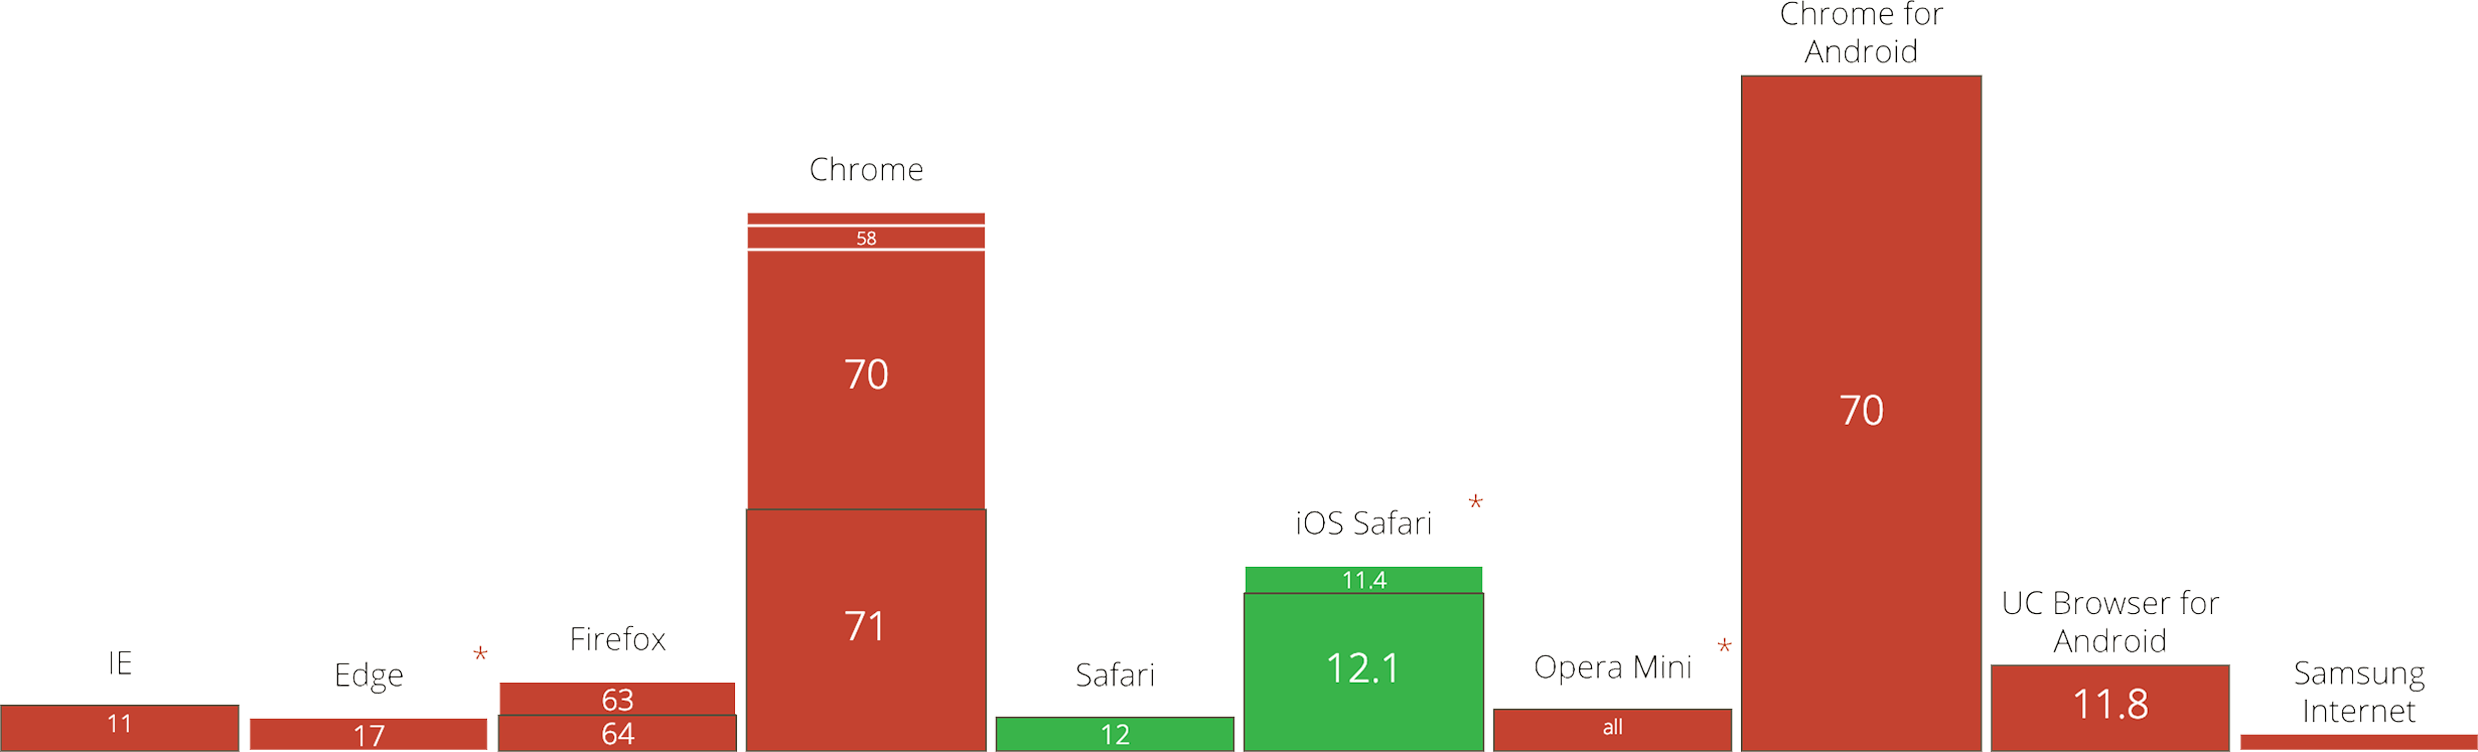 IE
11
Edge
*
17
Firefox
63
64
Chrome
58
70
71
Safari
12
iOS Safari
*
11.4
12.1
Opera Mini
*
all
Chrome for
Android
70
UC Browser for
Android
11.8
Samsung
Internet